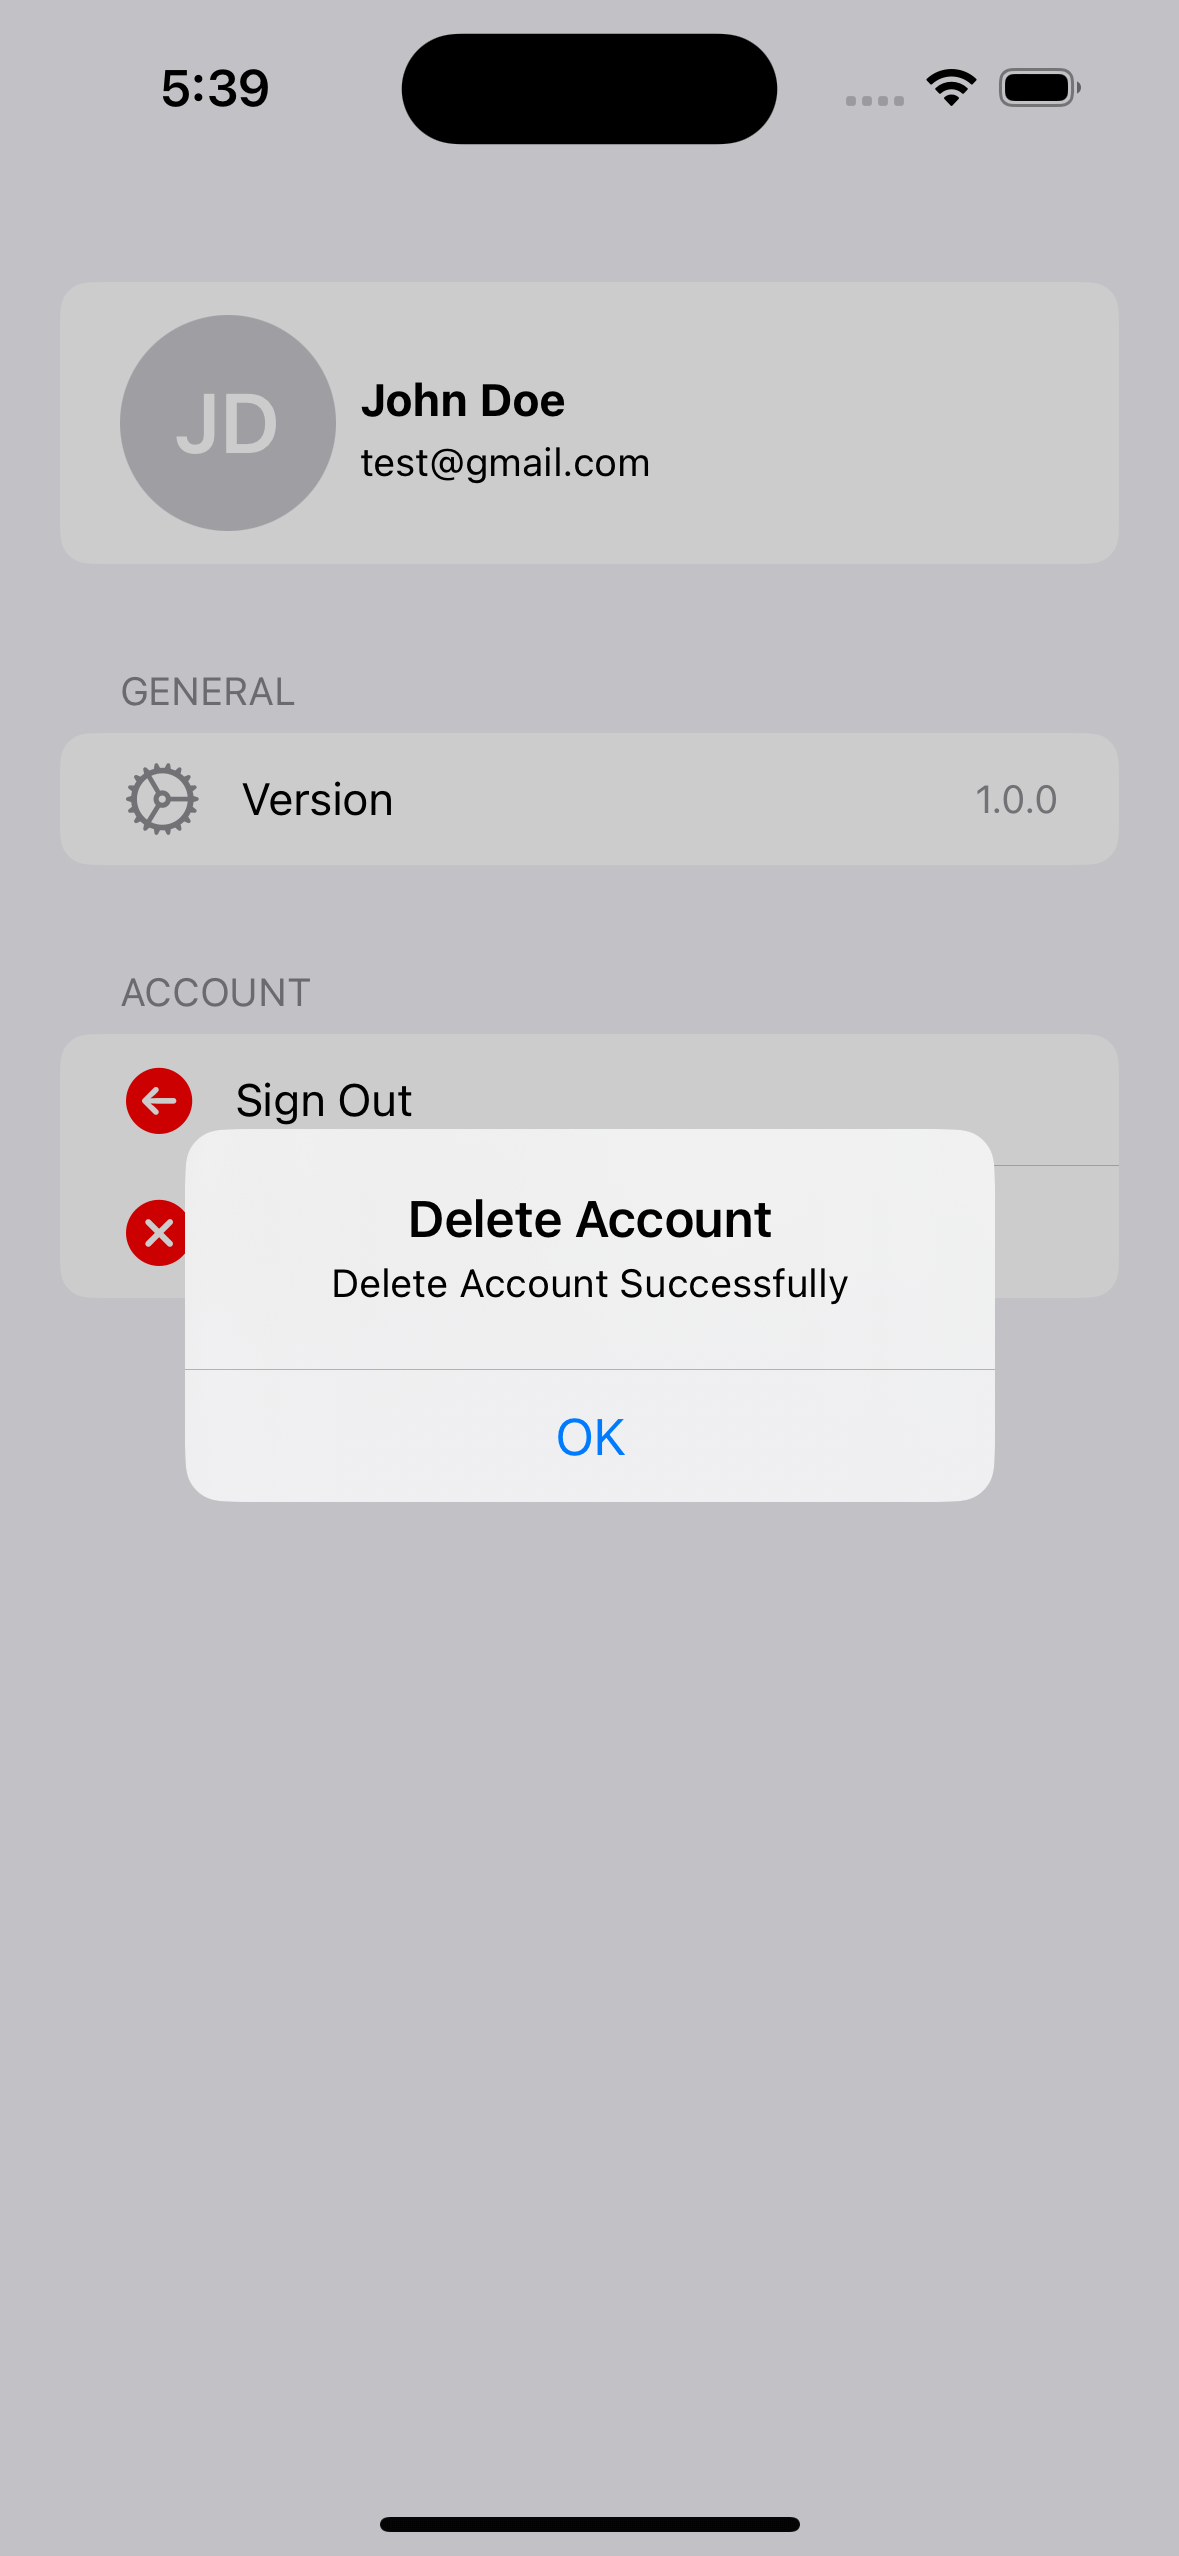 5:39
JD
John Doe
test@gmail.com
GENERAL
Version
1.0.0
ACCOUNT
Sign Out
Delete Account
Delete Account Successfully
OK